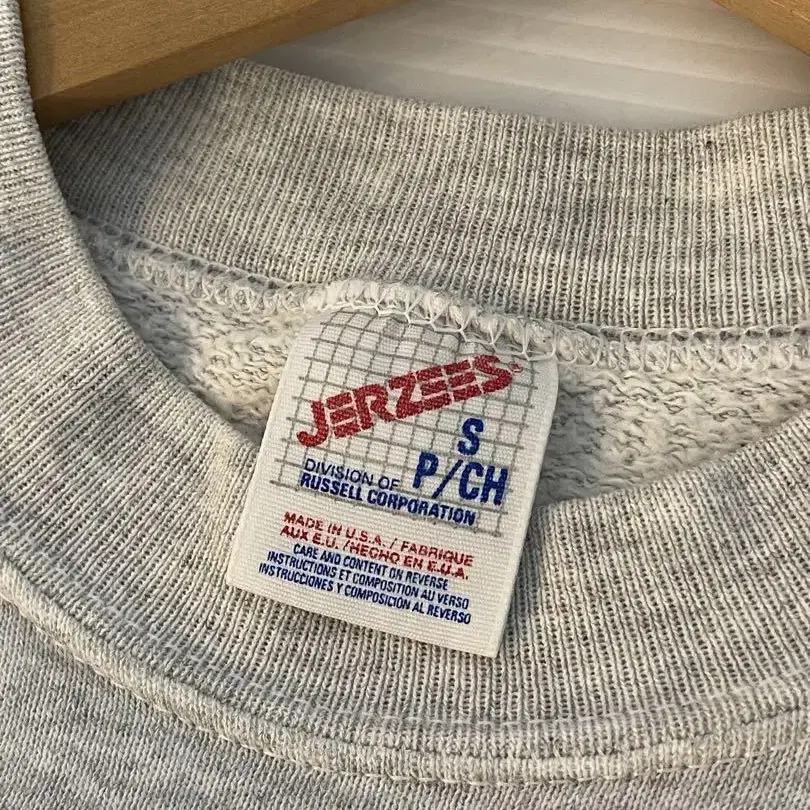 JERZEES®
S
P/CH
DIVISION OF
RUSSELL CORPORATION
MADE IN U.S.A. / FABRIQUE
AUX E.U. /HECHO EN E.U.A.
CARE AND CONTENT ON REVERSE
INSTRUCTIONS ET COMPOSITION AU VERSO
INSTRUCCIONES Y COMPOSICIÓN AL REVERSO